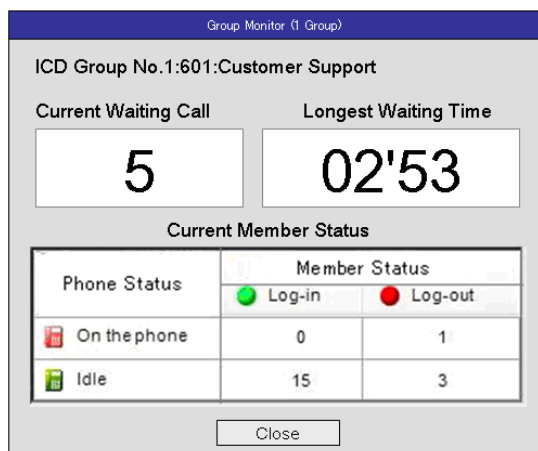 Group Monitor (1 Group)
ICD Group No.1:601:Customer Support
Current Waiting Call Longest Waiting Time
5 02'53
Current Member Status
Phone Status Member Status
Log-in Log-out
On the phone 0 1
Idle 15 3
Close